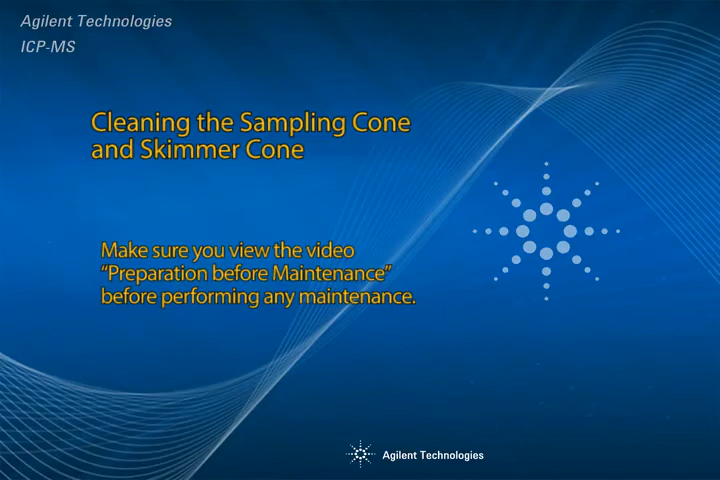 Agilent Technologies
ICP-MS
Cleaning the Sampling Cone
and Skimmer Cone
Make sure you view the video
“Preparation before Maintenance”
before performing any maintenance.
Agilent Technologies